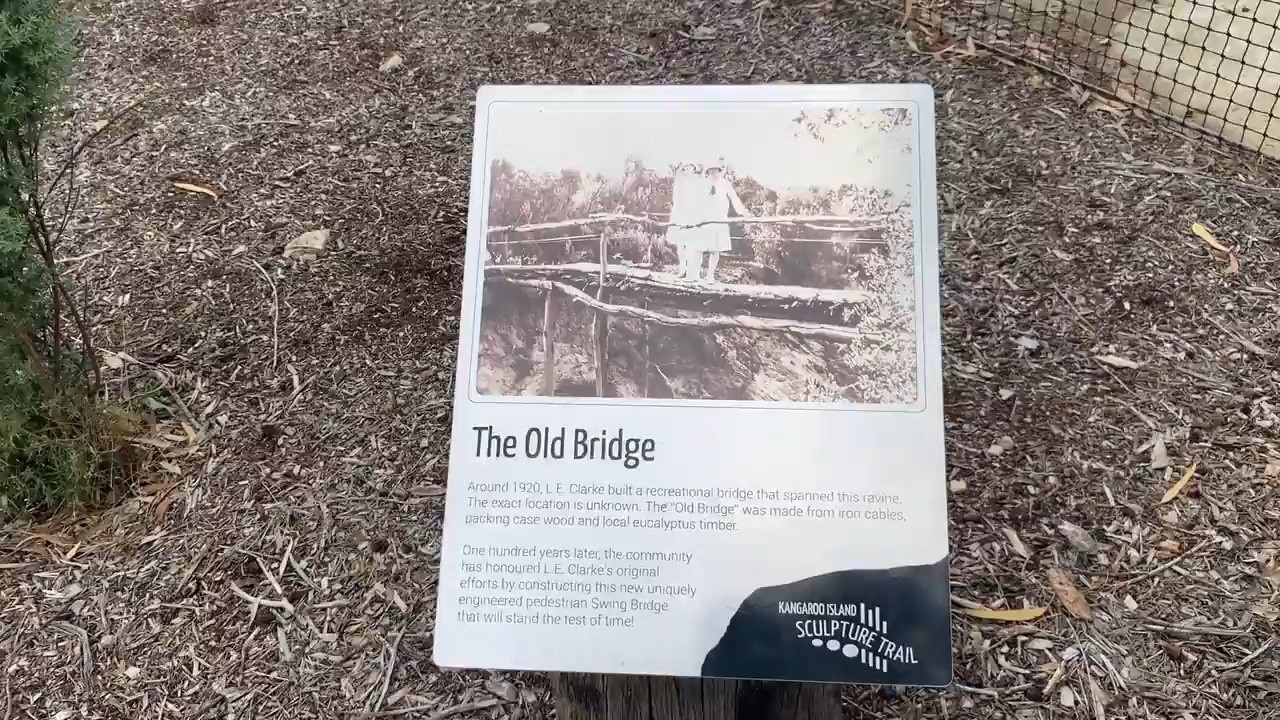 The Old Bridge
Around 1920, L.E. Clarke built a recreational bridge that spanned this ravine.
The exact location is unknown. The "Old Bridge" was made from iron cables,
packing case wood and local eucalyptus timber.
One hundred years later, the community
has honoured L.E. Clarke's original
efforts by constructing this new uniquely
engineered pedestrian Swing Bridge
that will stand the test of time!
KANGAROO ISLAND
SCULPTURE TRAIL